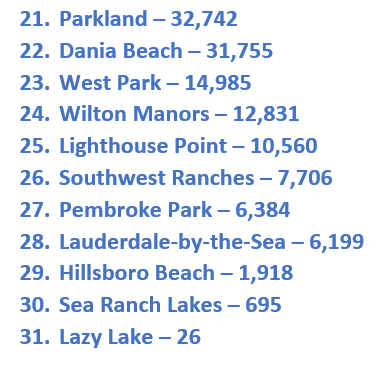 21. Parkland – 32,742
22. Dania Beach – 31,755
23. West Park – 14,985
24. Wilton Manors – 12,831
25. Lighthouse Point – 10,560
26. Southwest Ranches – 7,706
27. Pembroke Park – 6,384
28. Lauderdale-by-the-Sea – 6,199
29. Hillsboro Beach – 1,918
30. Sea Ranch Lakes – 695
31. Lazy Lake – 26